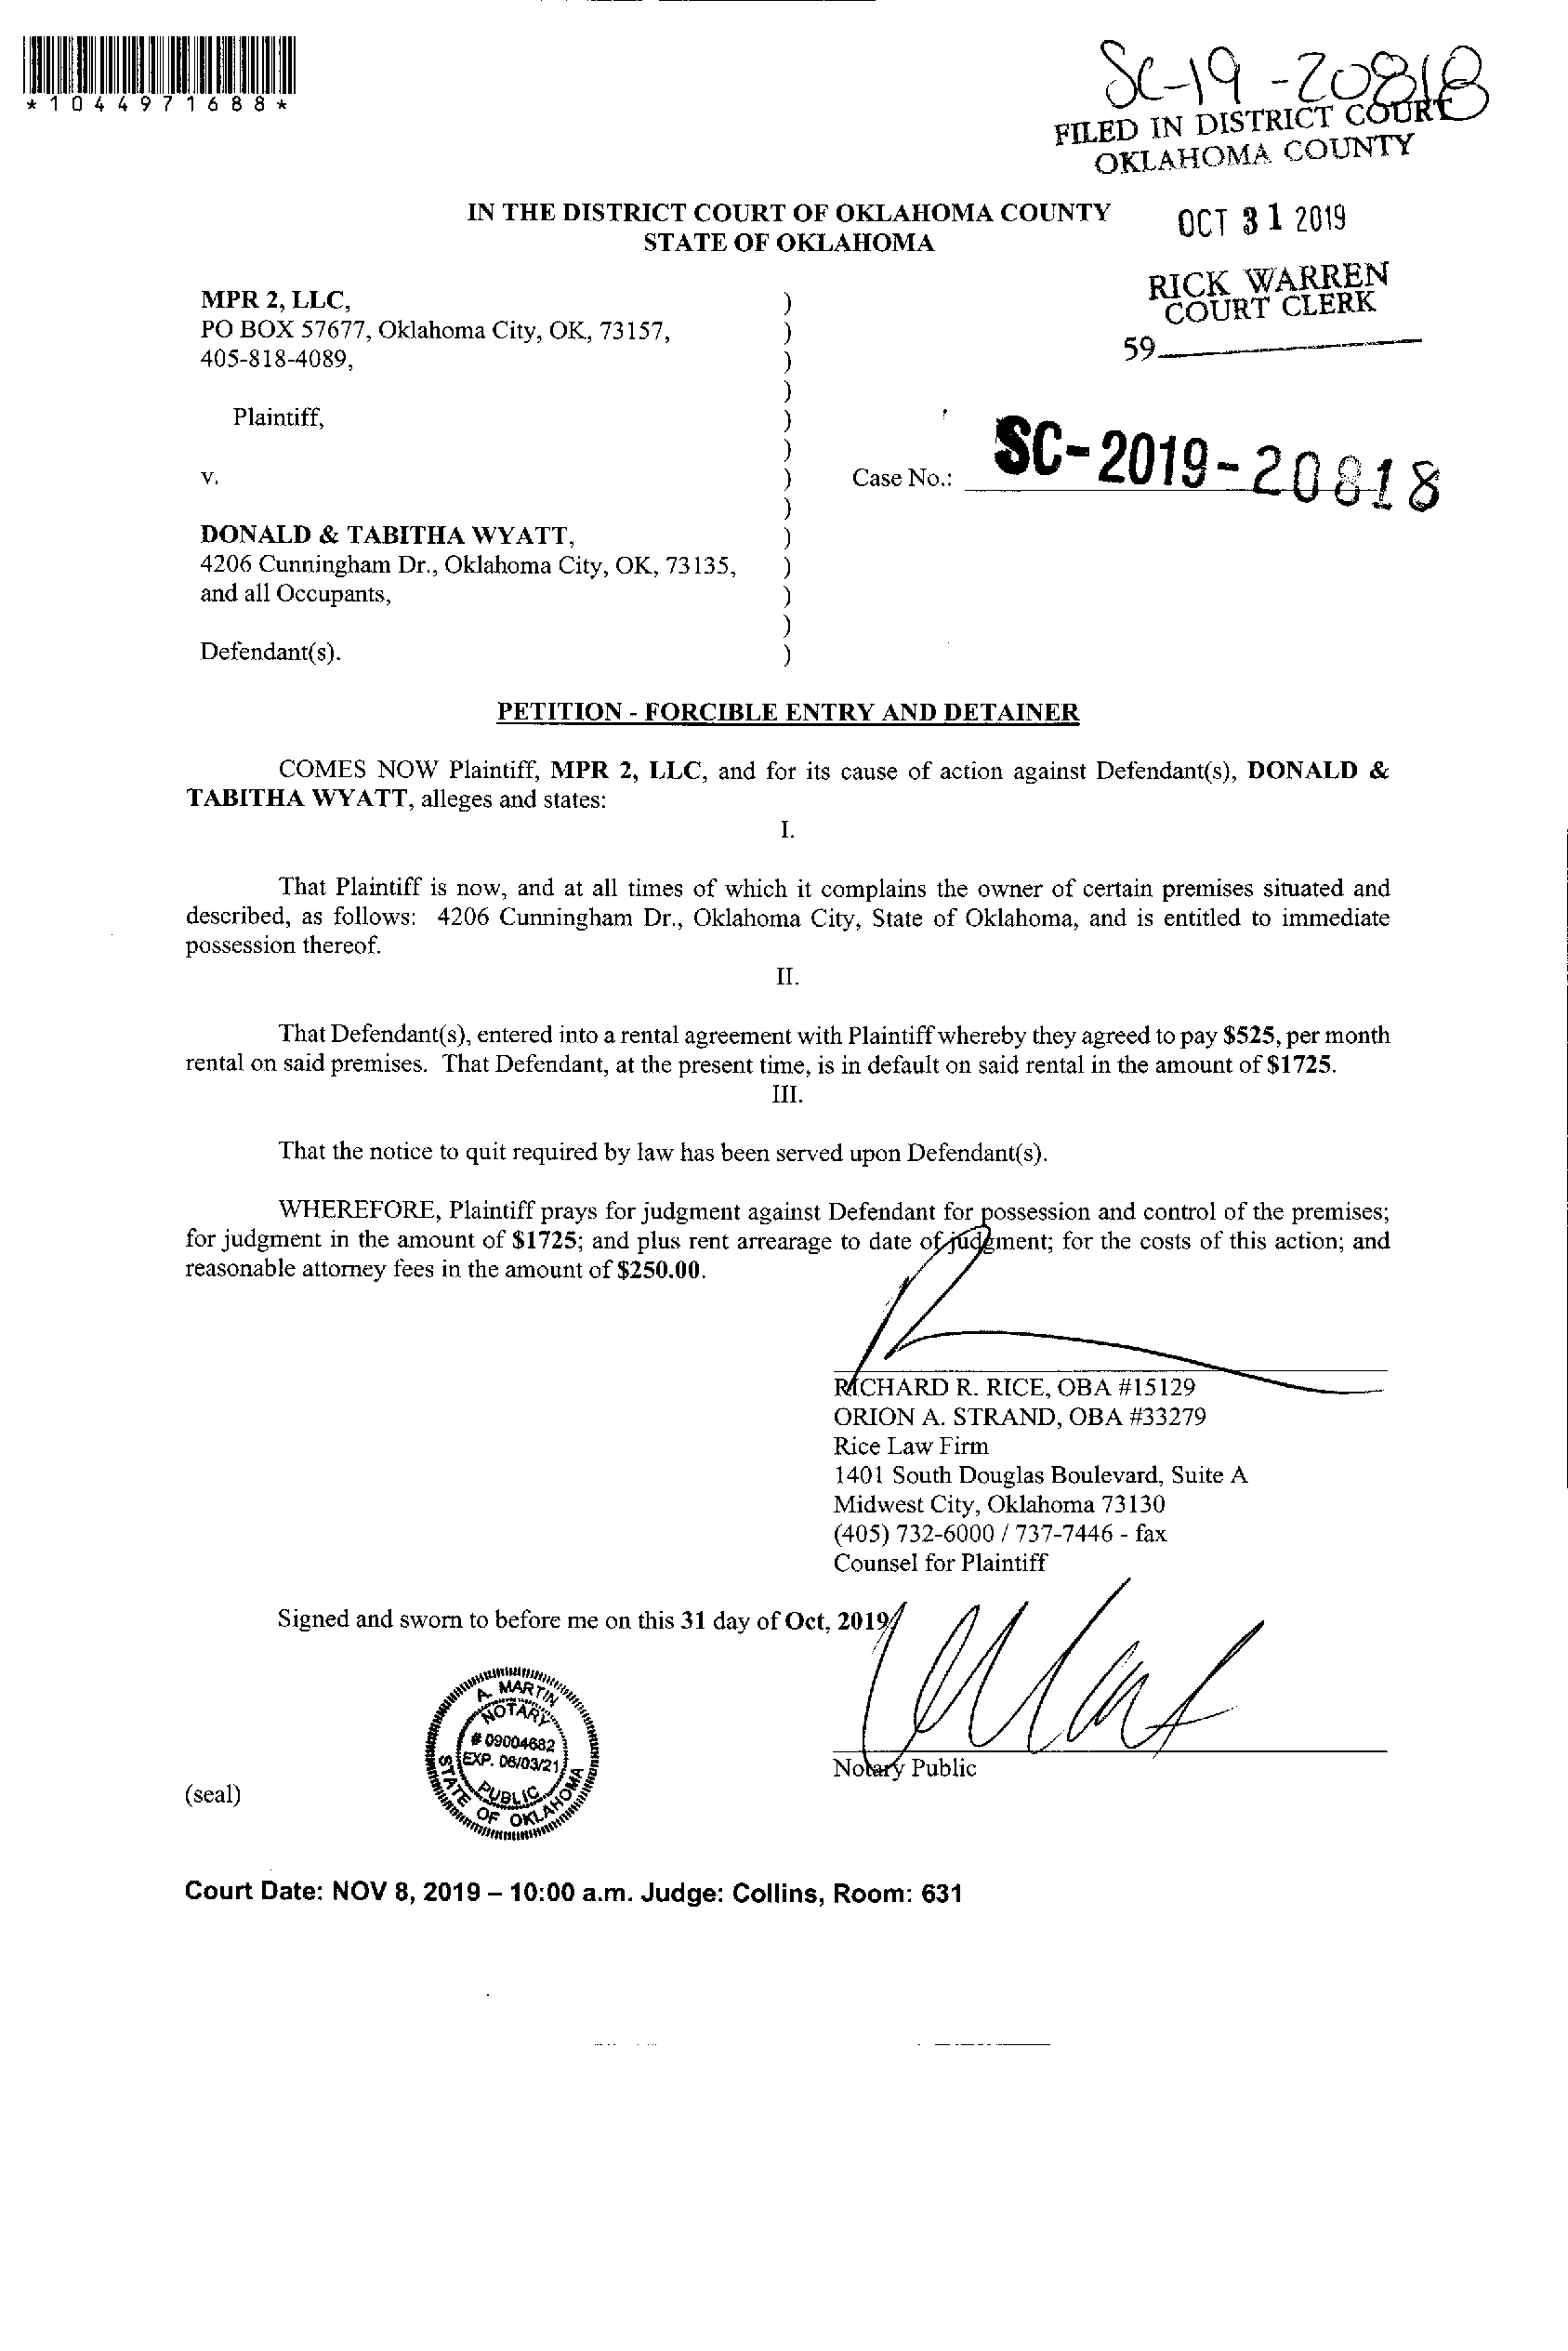 *1044971688*
SC-19-20818
FILED IN DISTRICT COURT
OKLAHOMA COUNTY
IN THE DISTRICT COURT OF OKLAHOMA COUNTY
STATE OF OKLAHOMA
OCT 31 2019
RICK WARREN
COURT CLERK
59
MPR 2, LLC, )
PO BOX 57677, Oklahoma City, OK, 73157, )
405-818-4089, )
)
Plaintiff, )
)
v. ) Case No.: SC-2019-20818
)
DONALD & TABITHA WYATT, )
4206 Cunningham Dr., Oklahoma City, OK, 73135, )
and all Occupants, )
)
Defendant(s). )
PETITION - FORCIBLE ENTRY AND DETAINER
COMES NOW Plaintiff, MPR 2, LLC, and for its cause of action against Defendant(s), DONALD &
TABITHA WYATT, alleges and states:
I.
That Plaintiff is now, and at all times of which it complains the owner of certain premises situated and
described, as follows: 4206 Cunningham Dr., Oklahoma City, State of Oklahoma, and is entitled to immediate
possession thereof.
II.
That Defendant(s), entered into a rental agreement with Plaintiff whereby they agreed to pay $525, per month
rental on said premises. That Defendant, at the present time, is in default on said rental in the amount of $1725.
III.
That the notice to quit required by law has been served upon Defendant(s).
WHEREFORE, Plaintiff prays for judgment against Defendant for possession and control of the premises;
for judgment in the amount of $1725; and plus rent arrearage to date of judgment; for the costs of this action; and
reasonable attorney fees in the amount of $250.00.
RICHARD R. RICE, OBA #15129
ORION A. STRAND, OBA #33279
Rice Law Firm
1401 South Douglas Boulevard, Suite A
Midwest City, Oklahoma 73130
(405) 732-6000 / 737-7446 - fax
Counsel for Plaintiff
Signed and sworn to before me on this 31 day of Oct, 2019
A. MARTIN
NOTARY
# 09004682
EXP. 06/03/21
PUBLIC
STATE OF OKLAHOMA
Notary Public
(seal)
Court Date: NOV 8, 2019 – 10:00 a.m. Judge: Collins, Room: 631